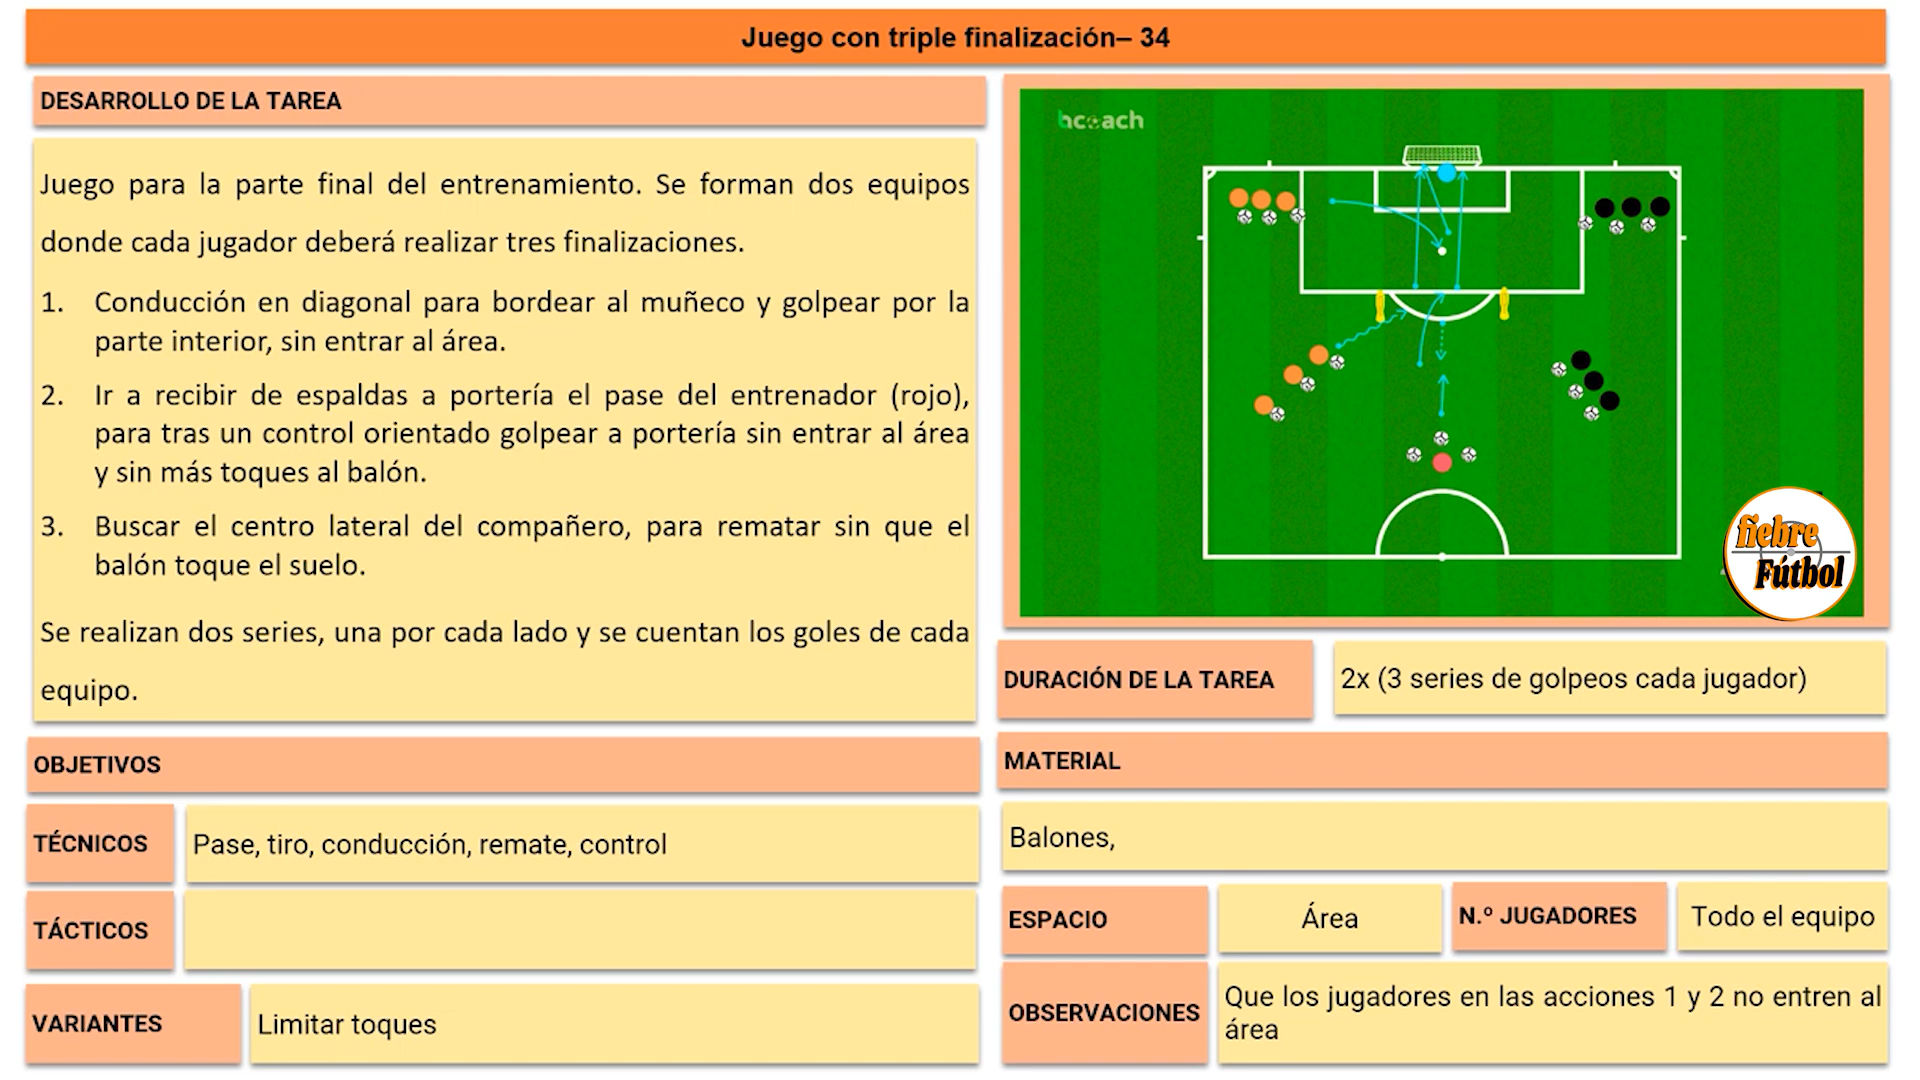 Juego con triple finalización– 34
DESARROLLO DE LA TAREA
Juego para la parte final del entrenamiento. Se forman dos equipos
donde cada jugador deberá realizar tres finalizaciones.
1. Conducción en diagonal para bordear al muñeco y golpear por la
parte interior, sin entrar al área.
2. Ir a recibir de espaldas a portería el pase del entrenador (rojo),
para tras un control orientado golpear a portería sin entrar al área
y sin más toques al balón.
3. Buscar el centro lateral del compañero, para rematar sin que el
balón toque el suelo.
Se realizan dos series, una por cada lado y se cuentan los goles de cada
equipo.
bcoach
fiebre
Fútbol
DURACIÓN DE LA TAREA
2x (3 series de golpeos cada jugador)
OBJETIVOS
TÉCNICOS
Pase, tiro, conducción, remate, control
TÁCTICOS
VARIANTES
Limitar toques
MATERIAL
Balones,
ESPACIO
Área
N.º JUGADORES
Todo el equipo
OBSERVACIONES
Que los jugadores en las acciones 1 y 2 no entren al
área